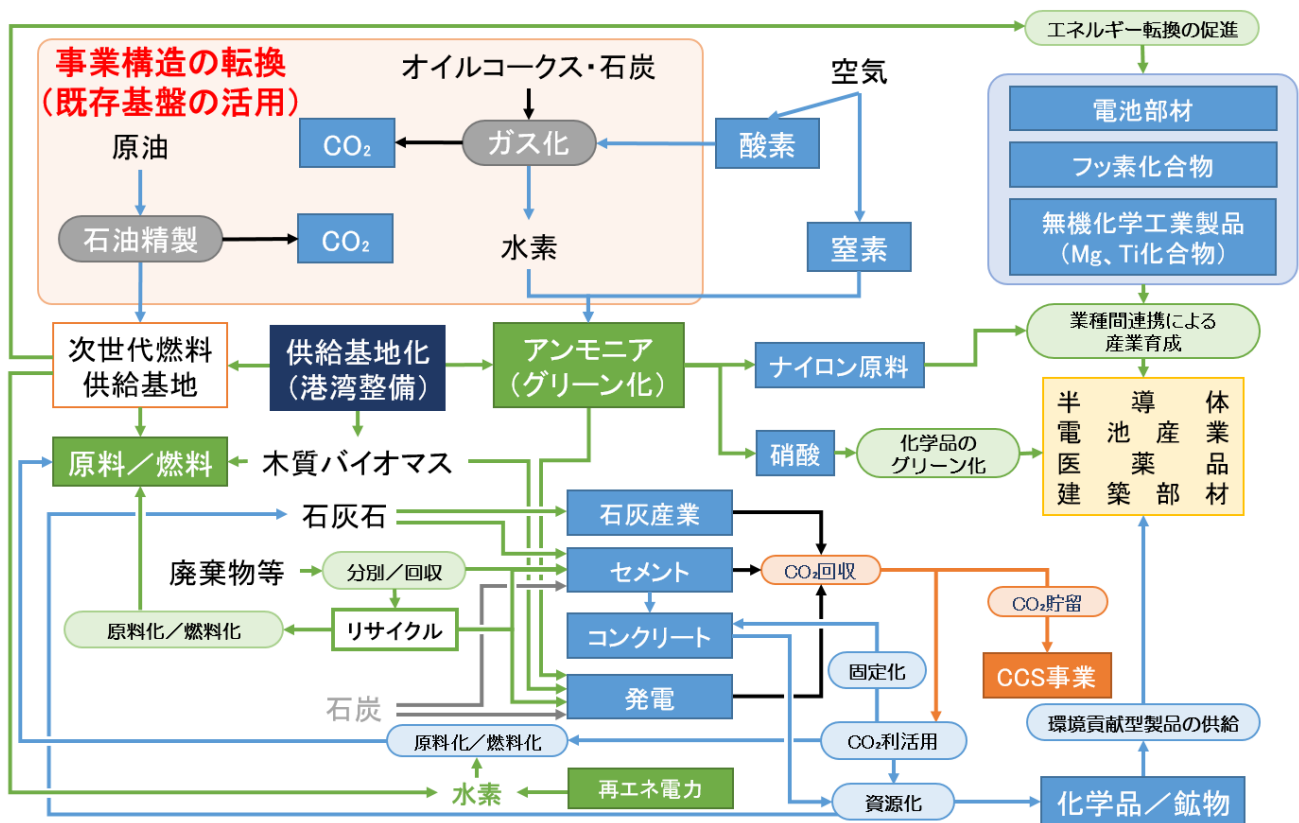 エネルギー転換の促進
事業構造の転換
（既存基盤の活用）
オイルコークス・石炭
空気
電池部材
原油
CO₂
ガス化
酸素
フッ素化合物
石油精製
CO₂
水素
窒素
無機化学工業製品
（Mg、Ti化合物）
次世代燃料
供給基地
供給基地化
（港湾整備）
アンモニア
（グリーン化）
ナイロン原料
業種間連携による
産業育成
原料／燃料
木質バイオマス
硝酸
化学品の
グリーン化
半導体
電池産業
医薬品
建築部材
石灰石
石灰産業
廃棄物等
分別／回収
セメント
CO₂回収
原料化／燃料化
リサイクル
コンクリート
CO₂貯留
固定化
CCS事業
石炭
発電
原料化／燃料化
CO₂利活用
環境貢献型製品の供給
水素
再エネ電力
資源化
化学品／鉱物